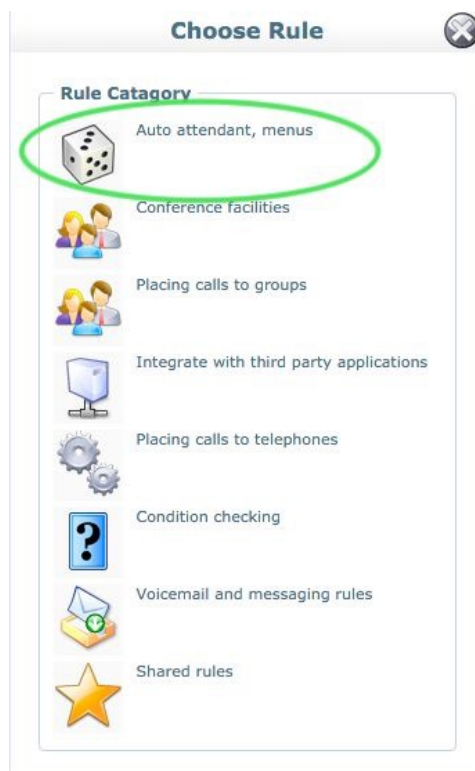 Choose Rule
Rule Catagory
Auto attendant, menus
Conference facilities
Placing calls to groups
Integrate with third party applications
Placing calls to telephones
Condition checking
?
Voicemail and messaging rules
Shared rules